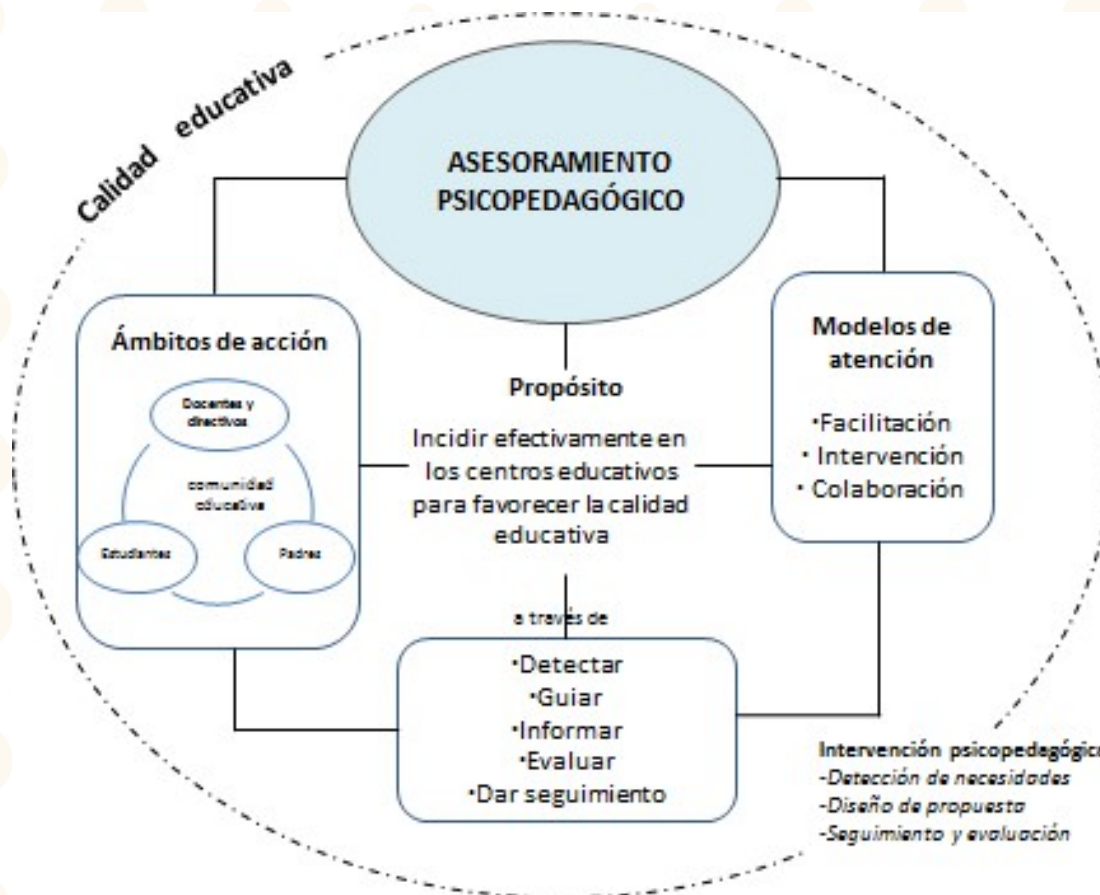 Calidad educativa
ASESORAMIENTO
PSICOPEDAGÓGICO
Ámbitos de acción
Docentes y
directivos
comunidad
educativa
Estudiantes
Padres
Propósito
Incidir efectivamente en
los centros educativos
para favorecer la calidad
educativa
Modelos de
atención
•Facilitación
• Intervención
• Colaboración
a través de
•Detectar
•Guiar
•Informar
•Evaluar
•Dar seguimiento
Intervención psicopedagógic
-Detección de necesidades
-Diseño de propuesta
-Seguimiento y evaluación